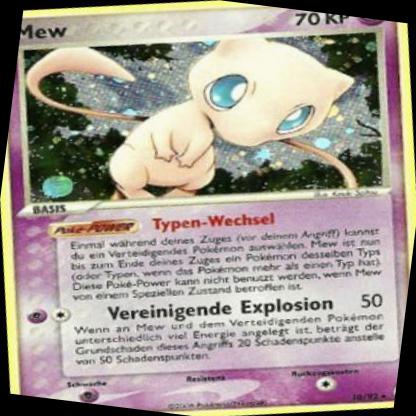 Mew 70 KP
BASIS
Poké-POWER Typen-Wechsel
Einmal während deines Zuges (vor deinem Angriff) kannst
du ein Verteidigendes Pokémon auswählen. Mew ist nun
bis zum Ende deines Zuges ein Pokémon desselben Typs
(oder Typen, wenn das Pokémon mehr als einen Typ hat).
Diese Poké-Power kann nicht benutzt werden, wenn Mew
von einem Speziellen Zustand betroffen ist.
Vereinigende Explosion 50
Wenn an Mew und dem Verteidigenden Pokémon
unterschiedlich viel Energie angelegt ist, beträgt der
Grundschaden dieses Angriffs 20 Schadenspunkte anstelle
von 50 Schadenspunkten.
Schwäche Resistenz Rückzugskosten
10/92